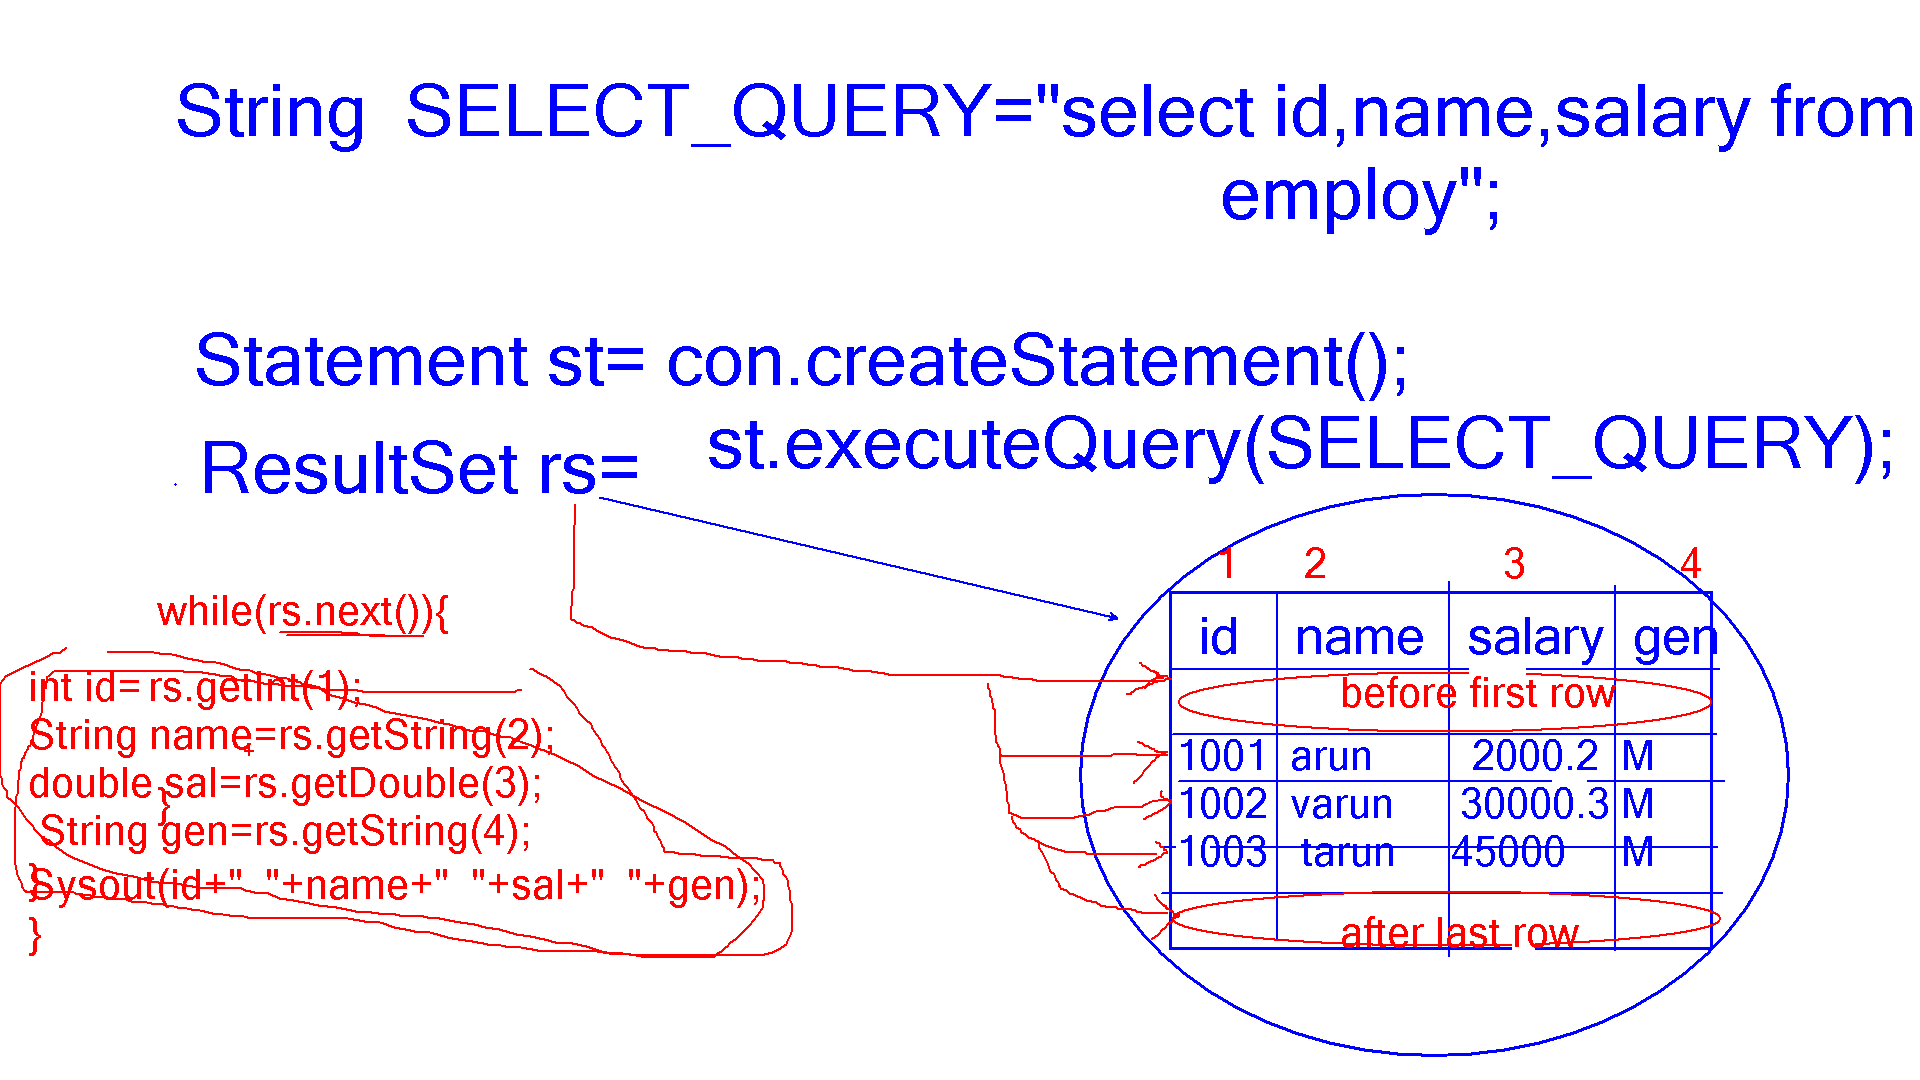 String  SELECT_QUERY="select id,name,salary from
employ";
Statement st= con.createStatement();
ResultSet rs= st.executeQuery(SELECT_QUERY);
while(rs.next()){
int id= rs.getInt(1);
String name=rs.getString(2);
double sal=rs.getDouble(3);
}
String gen=rs.getString(4);
}
Sysout(id+"  "+name+"  "+sal+"  "+gen);
}
1 2 3 4
id name salary gen
before first row
1001 arun 2000.2 M
1002 varun 30000.3 M
1003 tarun 45000 M
after last row